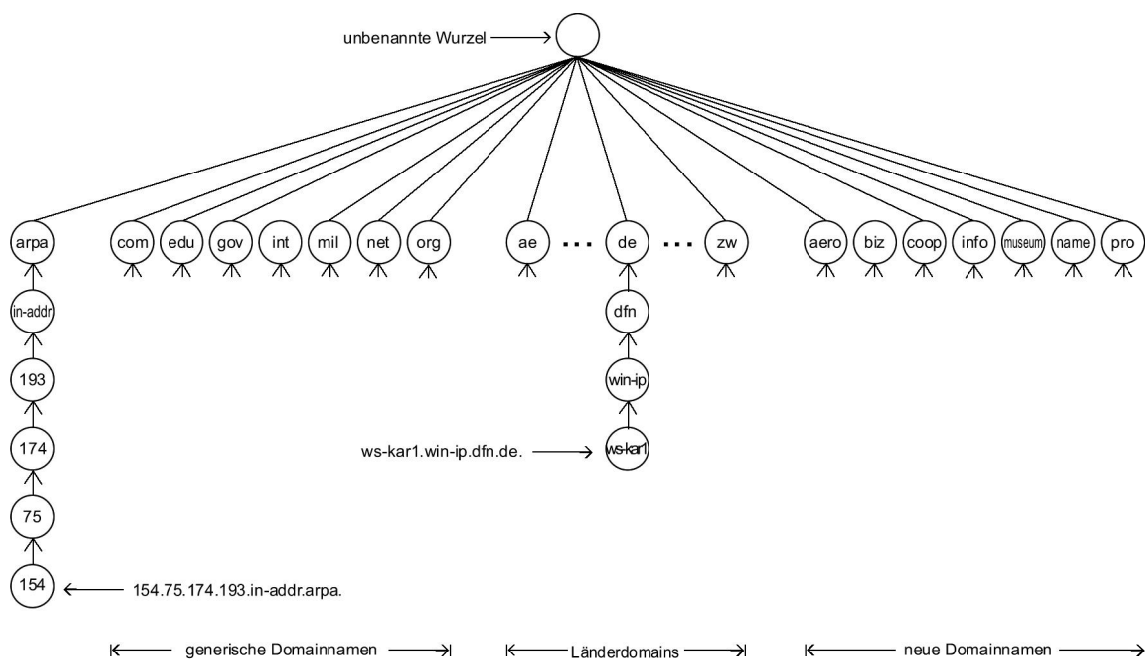 unbenannte Wurzel
arpa com edu gov int mil net org ae ... de ... zw aero biz coop info museum name pro
in-addr dfn
193 win-ip
174 ws-kar1.win-ip.dfn.de. ws-kar1
75
154 154.75.174.193.in-addr.arpa.
generische Domainnamen Länderdomains neue Domainnamen